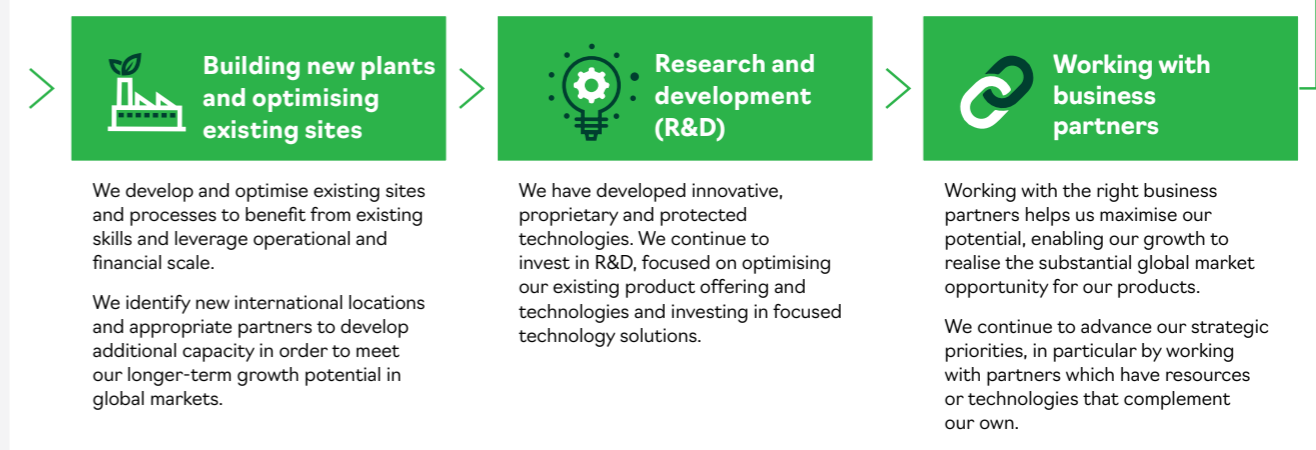 Building new plants
and optimising
existing sites
We develop and optimise existing sites
and processes to benefit from existing
skills and leverage operational and
financial scale.
We identify new international locations
and appropriate partners to develop
additional capacity in order to meet
our longer-term growth potential in
global markets.
Research and
development
(R&D)
We have developed innovative,
proprietary and protected
technologies. We continue to
invest in R&D, focused on optimising
our existing product offering and
technologies and investing in focused
technology solutions.
Working with
business
partners
Working with the right business
partners helps us maximise our
potential, enabling our growth to
realise the substantial global market
opportunity for our products.
We continue to advance our strategic
priorities, in particular by working
with partners which have resources
or technologies that complement
our own.